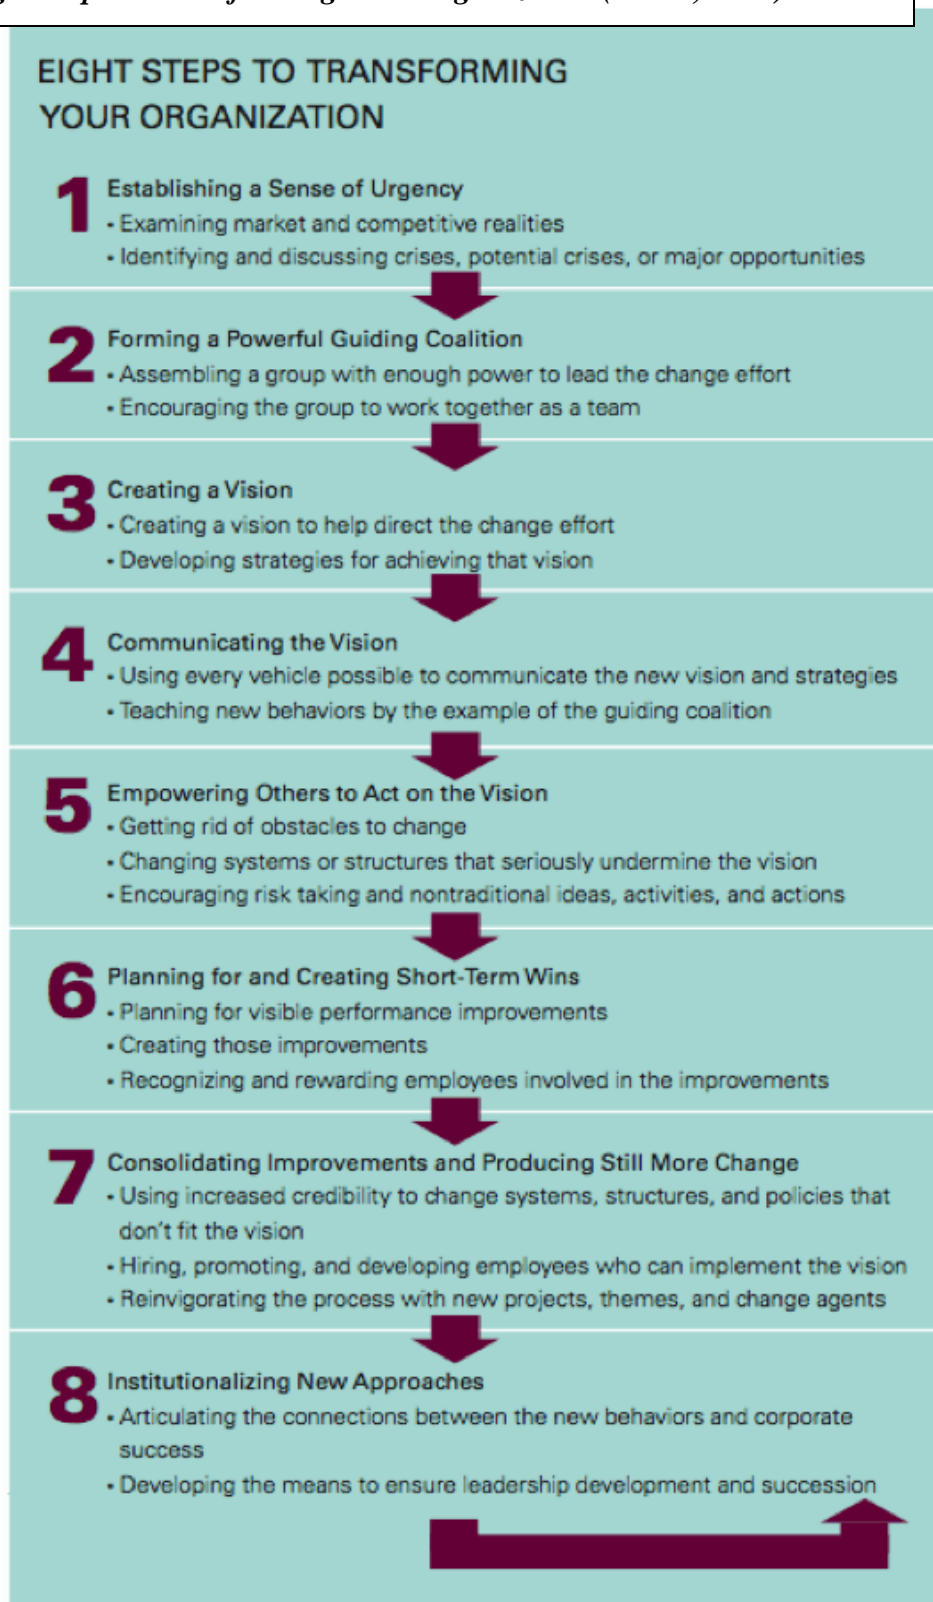 EIGHT STEPS TO TRANSFORMING
YOUR ORGANIZATION
1 Establishing a Sense of Urgency
• Examining market and competitive realities
• Identifying and discussing crises, potential crises, or major opportunities
2 Forming a Powerful Guiding Coalition
• Assembling a group with enough power to lead the change effort
• Encouraging the group to work together as a team
3 Creating a Vision
• Creating a vision to help direct the change effort
• Developing strategies for achieving that vision
4 Communicating the Vision
• Using every vehicle possible to communicate the new vision and strategies
• Teaching new behaviors by the example of the guiding coalition
5 Empowering Others to Act on the Vision
• Getting rid of obstacles to change
• Changing systems or structures that seriously undermine the vision
• Encouraging risk taking and nontraditional ideas, activities, and actions
6 Planning for and Creating Short-Term Wins
• Planning for visible performance improvements
• Creating those improvements
• Recognizing and rewarding employees involved in the improvements
7 Consolidating Improvements and Producing Still More Change
• Using increased credibility to change systems, structures, and policies that
don't fit the vision
• Hiring, promoting, and developing employees who can implement the vision
• Reinvigorating the process with new projects, themes, and change agents
8 Institutionalizing New Approaches
• Articulating the connections between the new behaviors and corporate
success
• Developing the means to ensure leadership development and succession